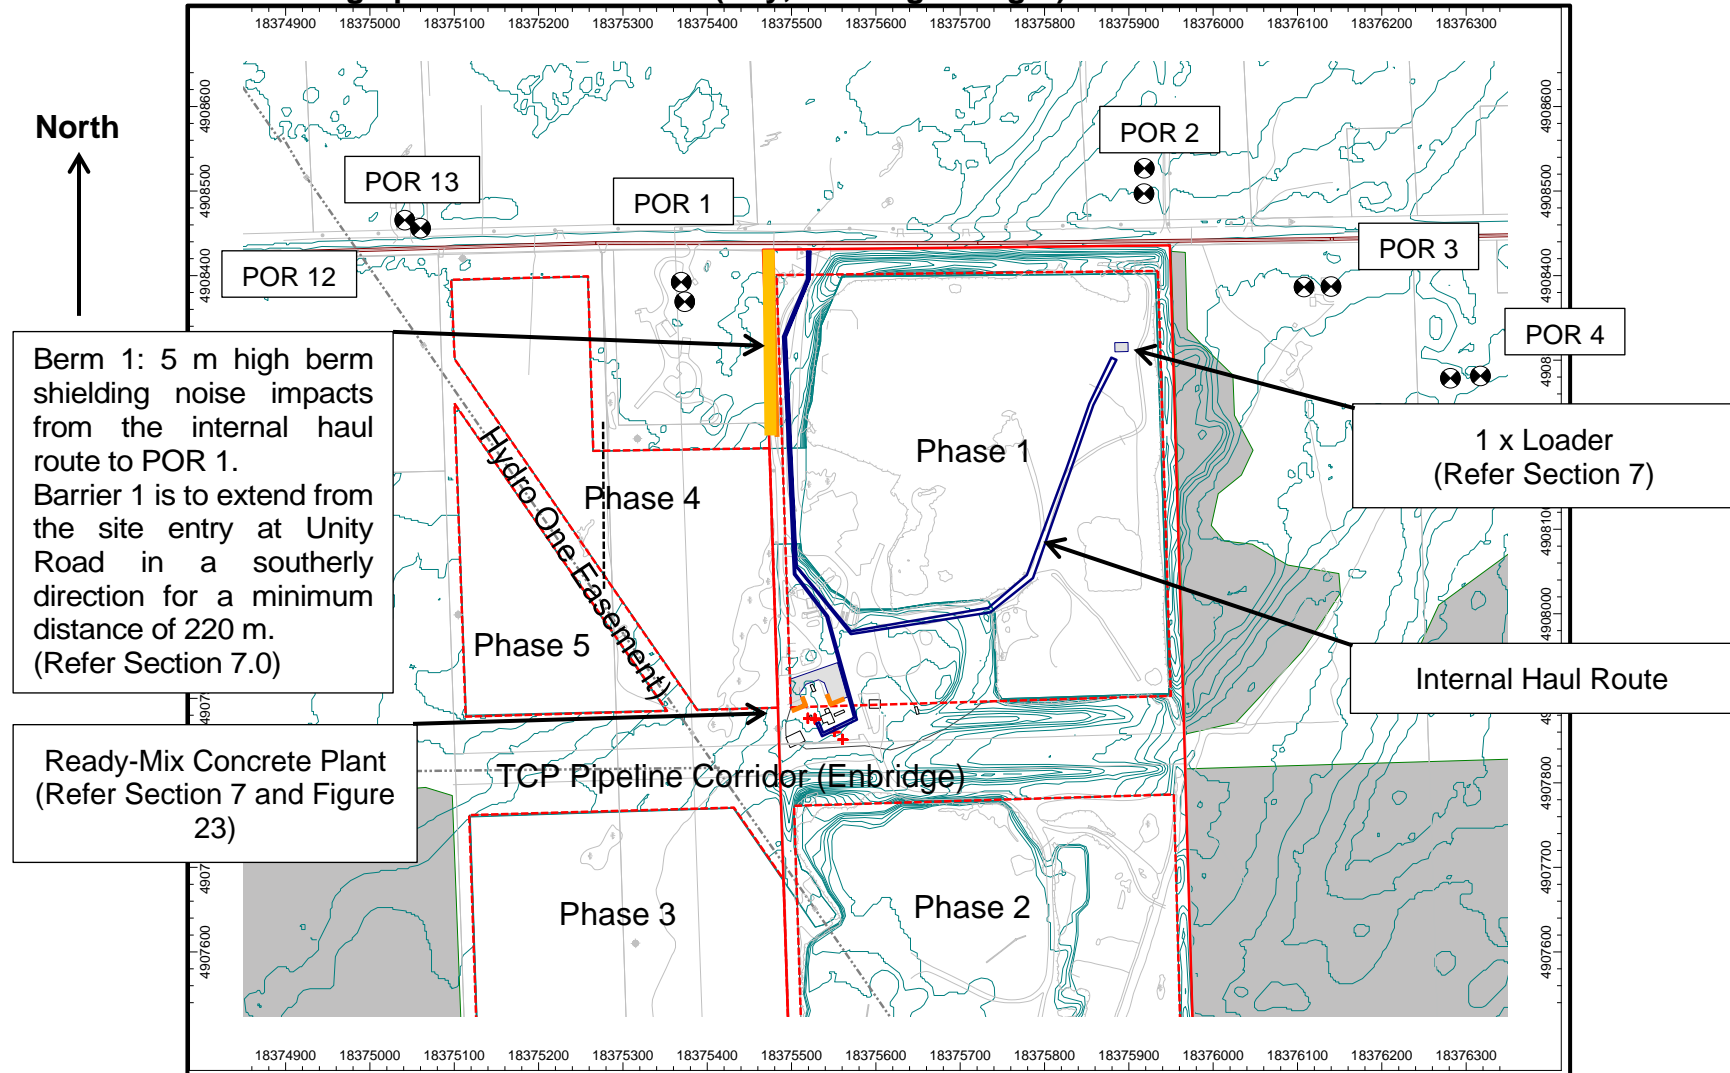 18374900 18375000 18375100 18375200 18375300 18375400 18375500 18375600 18375700 18375800 18375900 18376000 18376100 18376200 18376300
4908600
4908600
North
POR 2
POR 13
POR 1
4908500
4908500
POR 3
POR 12
4908400
4908400
POR 4
Berm 1: 5 m high berm
shielding noise impacts
from the internal haul
route to POR 1.
Barrier 1 is to extend from
the site entry at Unity
Road in a southerly
direction for a minimum
distance of 220 m.
(Refer Section 7.0)
1 x Loader
(Refer Section 7)
Phase 1
Hydro One Easement)
Phase 4
4908100
4908000
Phase 5
Internal Haul Route
Ready-Mix Concrete Plant
(Refer Section 7 and Figure
23)
TCP Pipeline Corridor (Enbridge)
4907800
4907700
Phase 3
Phase 2
4907600
4907600
18374900 18375000 18375100 18375200 18375300 18375400 18375500 18375600 18375700 18375800 18375900 18376000 18376100 18376200 18376300